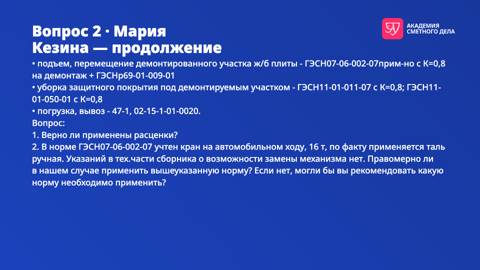 Вопрос 2 · Мария
Кезина — продолжение
АКАДЕМИЯ
СМЕТНОГО ДЕЛА
• подъем, перемещение демонтированного участка ж/б плиты - ГЭСН07-06-002-07прим-но с К=0,8
на демонтаж + ГЭСНр69-01-009-01
• уборка защитного покрытия под демонтируемым участком - ГЭСН11-01-011-07 с К=0,8; ГЭСН11-
01-050-01 с К=0,8
• погрузка, вывоз - 47-1, 02-15-1-01-0020.
Вопрос:
1. Верно ли применены расценки?
2. В норме ГЭСН07-06-002-07 учтен кран на автомобильном ходу, 16 т, по факту применяется таль
ручная. Указаний в тех.части сборника о возможности замены механизма нет. Правомерно ли
в нашем случае применить вышеуказанную норму? Если нет, могли бы вы рекомендовать какую
норму необходимо применить?